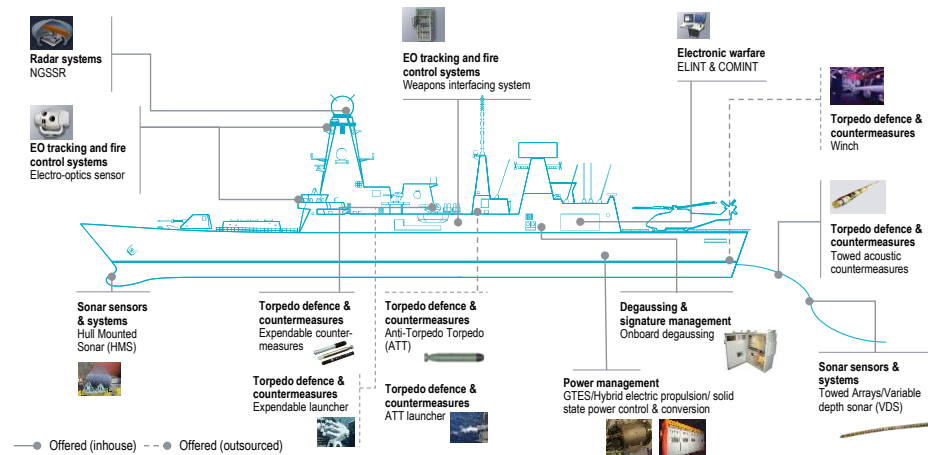 Radar systems
NGSSR
EO tracking and fire
control systems
Electro-optics sensor
EO tracking and fire
control systems
Weapons interfacing system
Electronic warfare
ELINT & COMINT
Torpedo defence &
countermeasures
Winch
Torpedo defence &
countermeasures
Towed acoustic
countermeasures
Sonar sensors
& systems
Hull Mounted
Sonar (HMS)
Torpedo defence &
countermeasures
Expendable counter-
measures
Torpedo defence &
countermeasures
Expendable launcher
Torpedo defence &
countermeasures
Anti-Torpedo Torpedo
(ATT)
Torpedo defence &
countermeasures
ATT launcher
Degaussing &
signature management
Onboard degaussing
Power management
GTES/Hybrid electric propulsion/ solid
state power control & conversion
Sonar sensors &
systems
Towed Arrays/Variable
depth sonar (VDS)
Offered (inhouse)
Offered (outsourced)